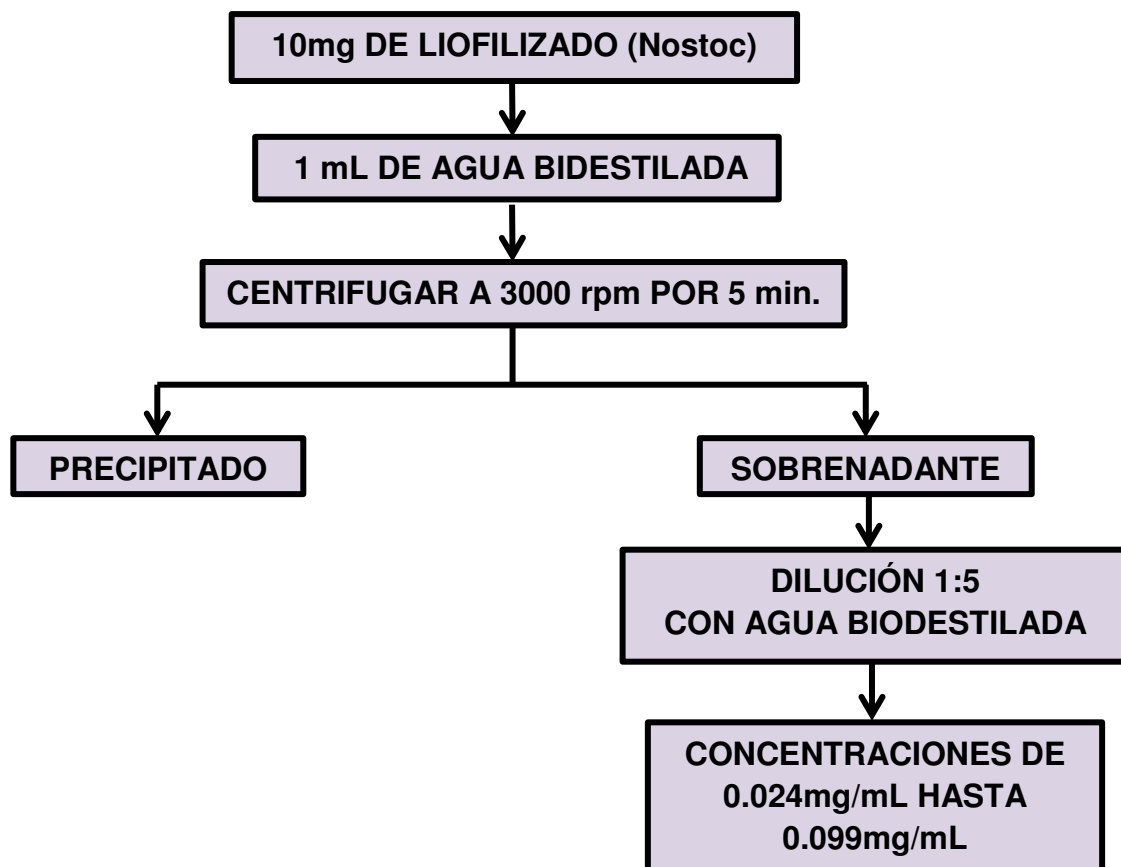 10mg DE LIOFILIZADO (Nostoc)
1 mL DE AGUA BIDESTILADA
CENTRIFUGAR A 3000 rpm POR 5 min.
PRECIPITADO
SOBRENADANTE
DILUCIÓN 1:5
CON AGUA BIODESTILADA
CONCENTRACIONES DE
0.024mg/mL HASTA
0.099mg/mL